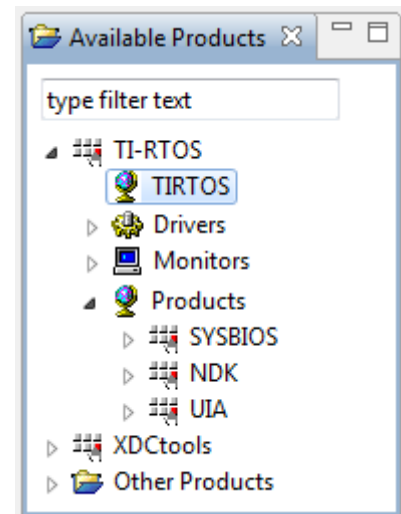 Available Products
type filter text
TI-RTOS
TIRTOS
Drivers
Monitors
Products
SYSBIOS
NDK
UIA
XDCtools
Other Products